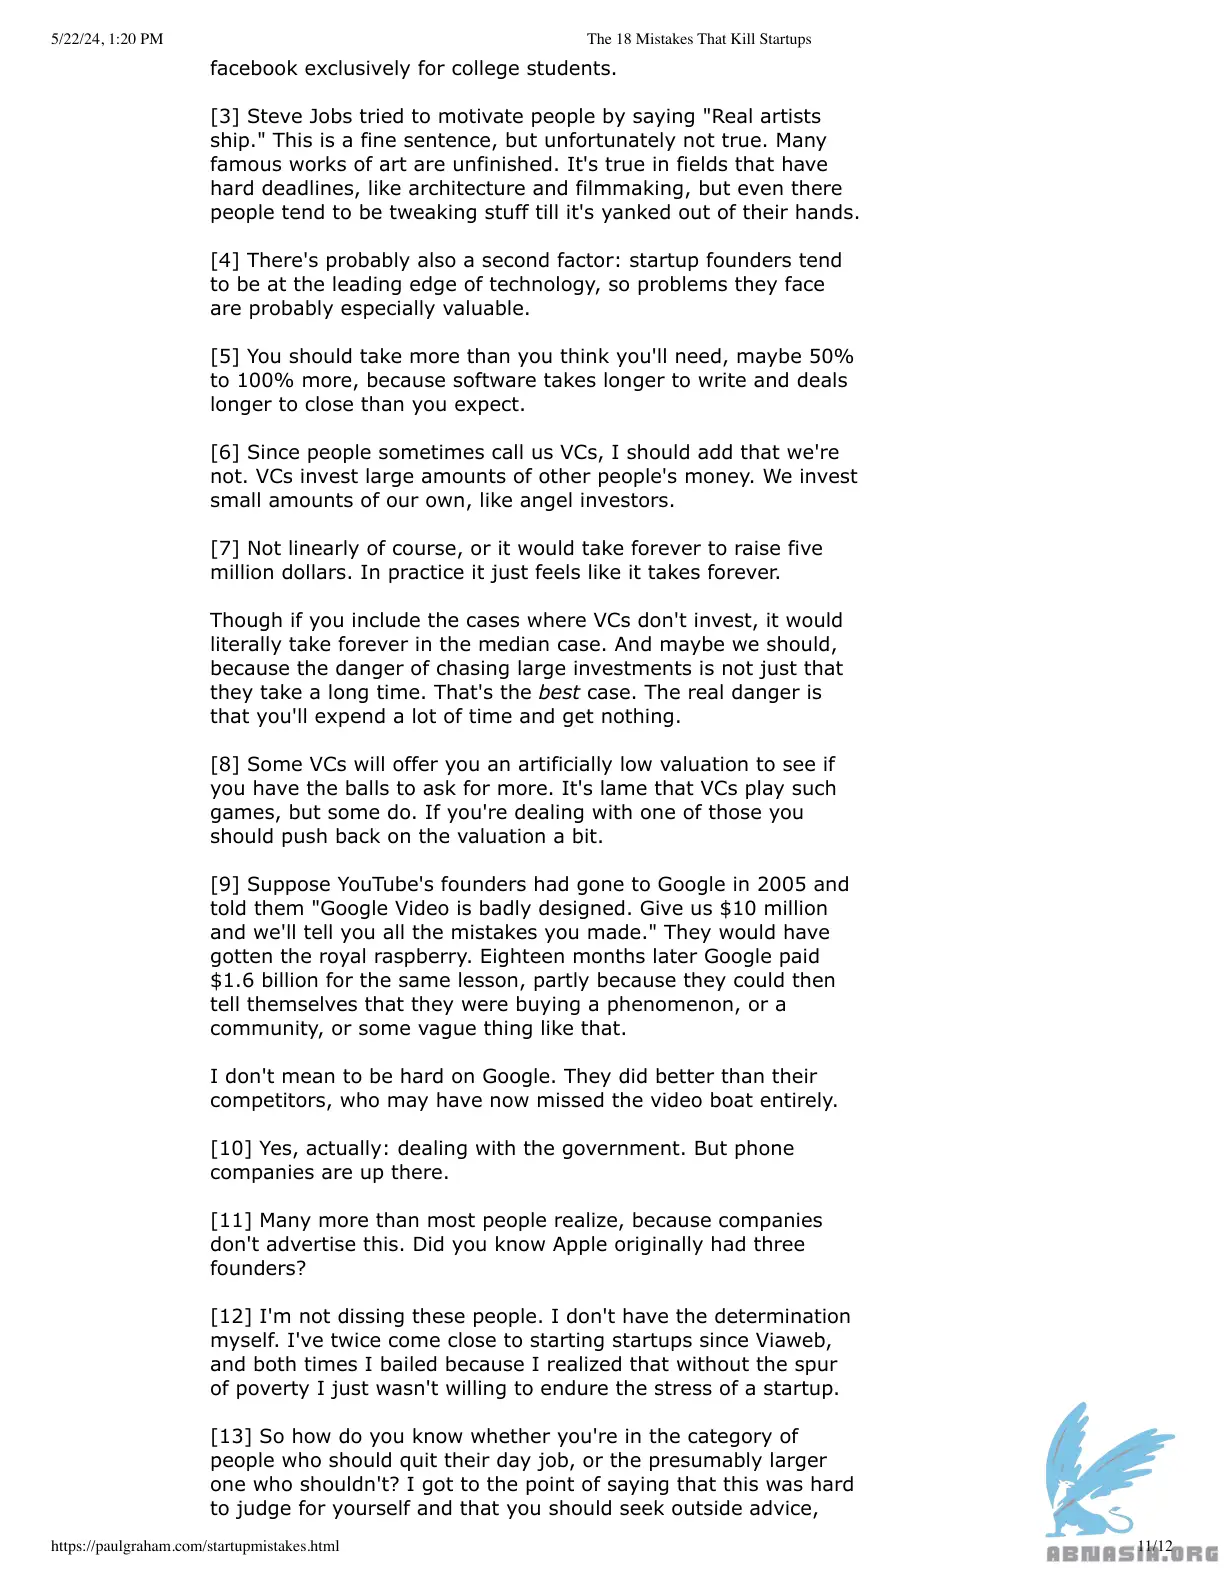 5/22/24, 1:20 PM
The 18 Mistakes That Kill Startups
facebook exclusively for college students.
[3] Steve Jobs tried to motivate people by saying "Real artists
ship." This is a fine sentence, but unfortunately not true. Many
famous works of art are unfinished. It's true in fields that have
hard deadlines, like architecture and filmmaking, but even there
people tend to be tweaking stuff till it's yanked out of their hands.
[4] There's probably also a second factor: startup founders tend
to be at the leading edge of technology, so problems they face
are probably especially valuable.
[5] You should take more than you think you'll need, maybe 50%
to 100% more, because software takes longer to write and deals
longer to close than you expect.
[6] Since people sometimes call us VCs, I should add that we're
not. VCs invest large amounts of other people's money. We invest
small amounts of our own, like angel investors.
[7] Not linearly of course, or it would take forever to raise five
million dollars. In practice it just feels like it takes forever.
Though if you include the cases where VCs don't invest, it would
literally take forever in the median case. And maybe we should,
because the danger of chasing large investments is not just that
they take a long time. That's the best case. The real danger is
that you'll expend a lot of time and get nothing.
[8] Some VCs will offer you an artificially low valuation to see if
you have the balls to ask for more. It's lame that VCs play such
games, but some do. If you're dealing with one of those you
should push back on the valuation a bit.
[9] Suppose YouTube's founders had gone to Google in 2005 and
told them "Google Video is badly designed. Give us $10 million
and we'll tell you all the mistakes you made." They would have
gotten the royal raspberry. Eighteen months later Google paid
$1.6 billion for the same lesson, partly because they could then
tell themselves that they were buying a phenomenon, or a
community, or some vague thing like that.
I don't mean to be hard on Google. They did better than their
competitors, who may have now missed the video boat entirely.
[10] Yes, actually: dealing with the government. But phone
companies are up there.
[11] Many more than most people realize, because companies
don't advertise this. Did you know Apple originally had three
founders?
[12] I'm not dissing these people. I don't have the determination
myself. I've twice come close to starting startups since Viaweb,
and both times I bailed because I realized that without the spur
of poverty I just wasn't willing to endure the stress of a startup.
[13] So how do you know whether you're in the category of
people who should quit their day job, or the presumably larger
one who shouldn't? I got to the point of saying that this was hard
to judge for yourself and that you should seek outside advice,
https://paulgraham.com/startupmistakes.html
11/12
ABNASIA.ORG